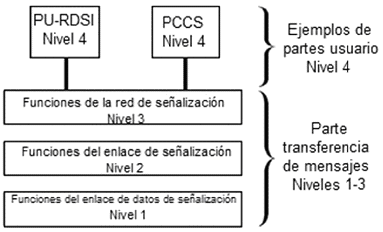 PU-RDSI
Nivel 4
PCCS
Nivel 4
Ejemplos de
partes usuario
Nivel 4
Funciones de la red de señalización
Nivel 3
Funciones del enlace de señalización
Nivel 2
Funciones del enlace de datos de señalización
Nivel 1
Parte
transferencia
de mensajes
Niveles 1-3